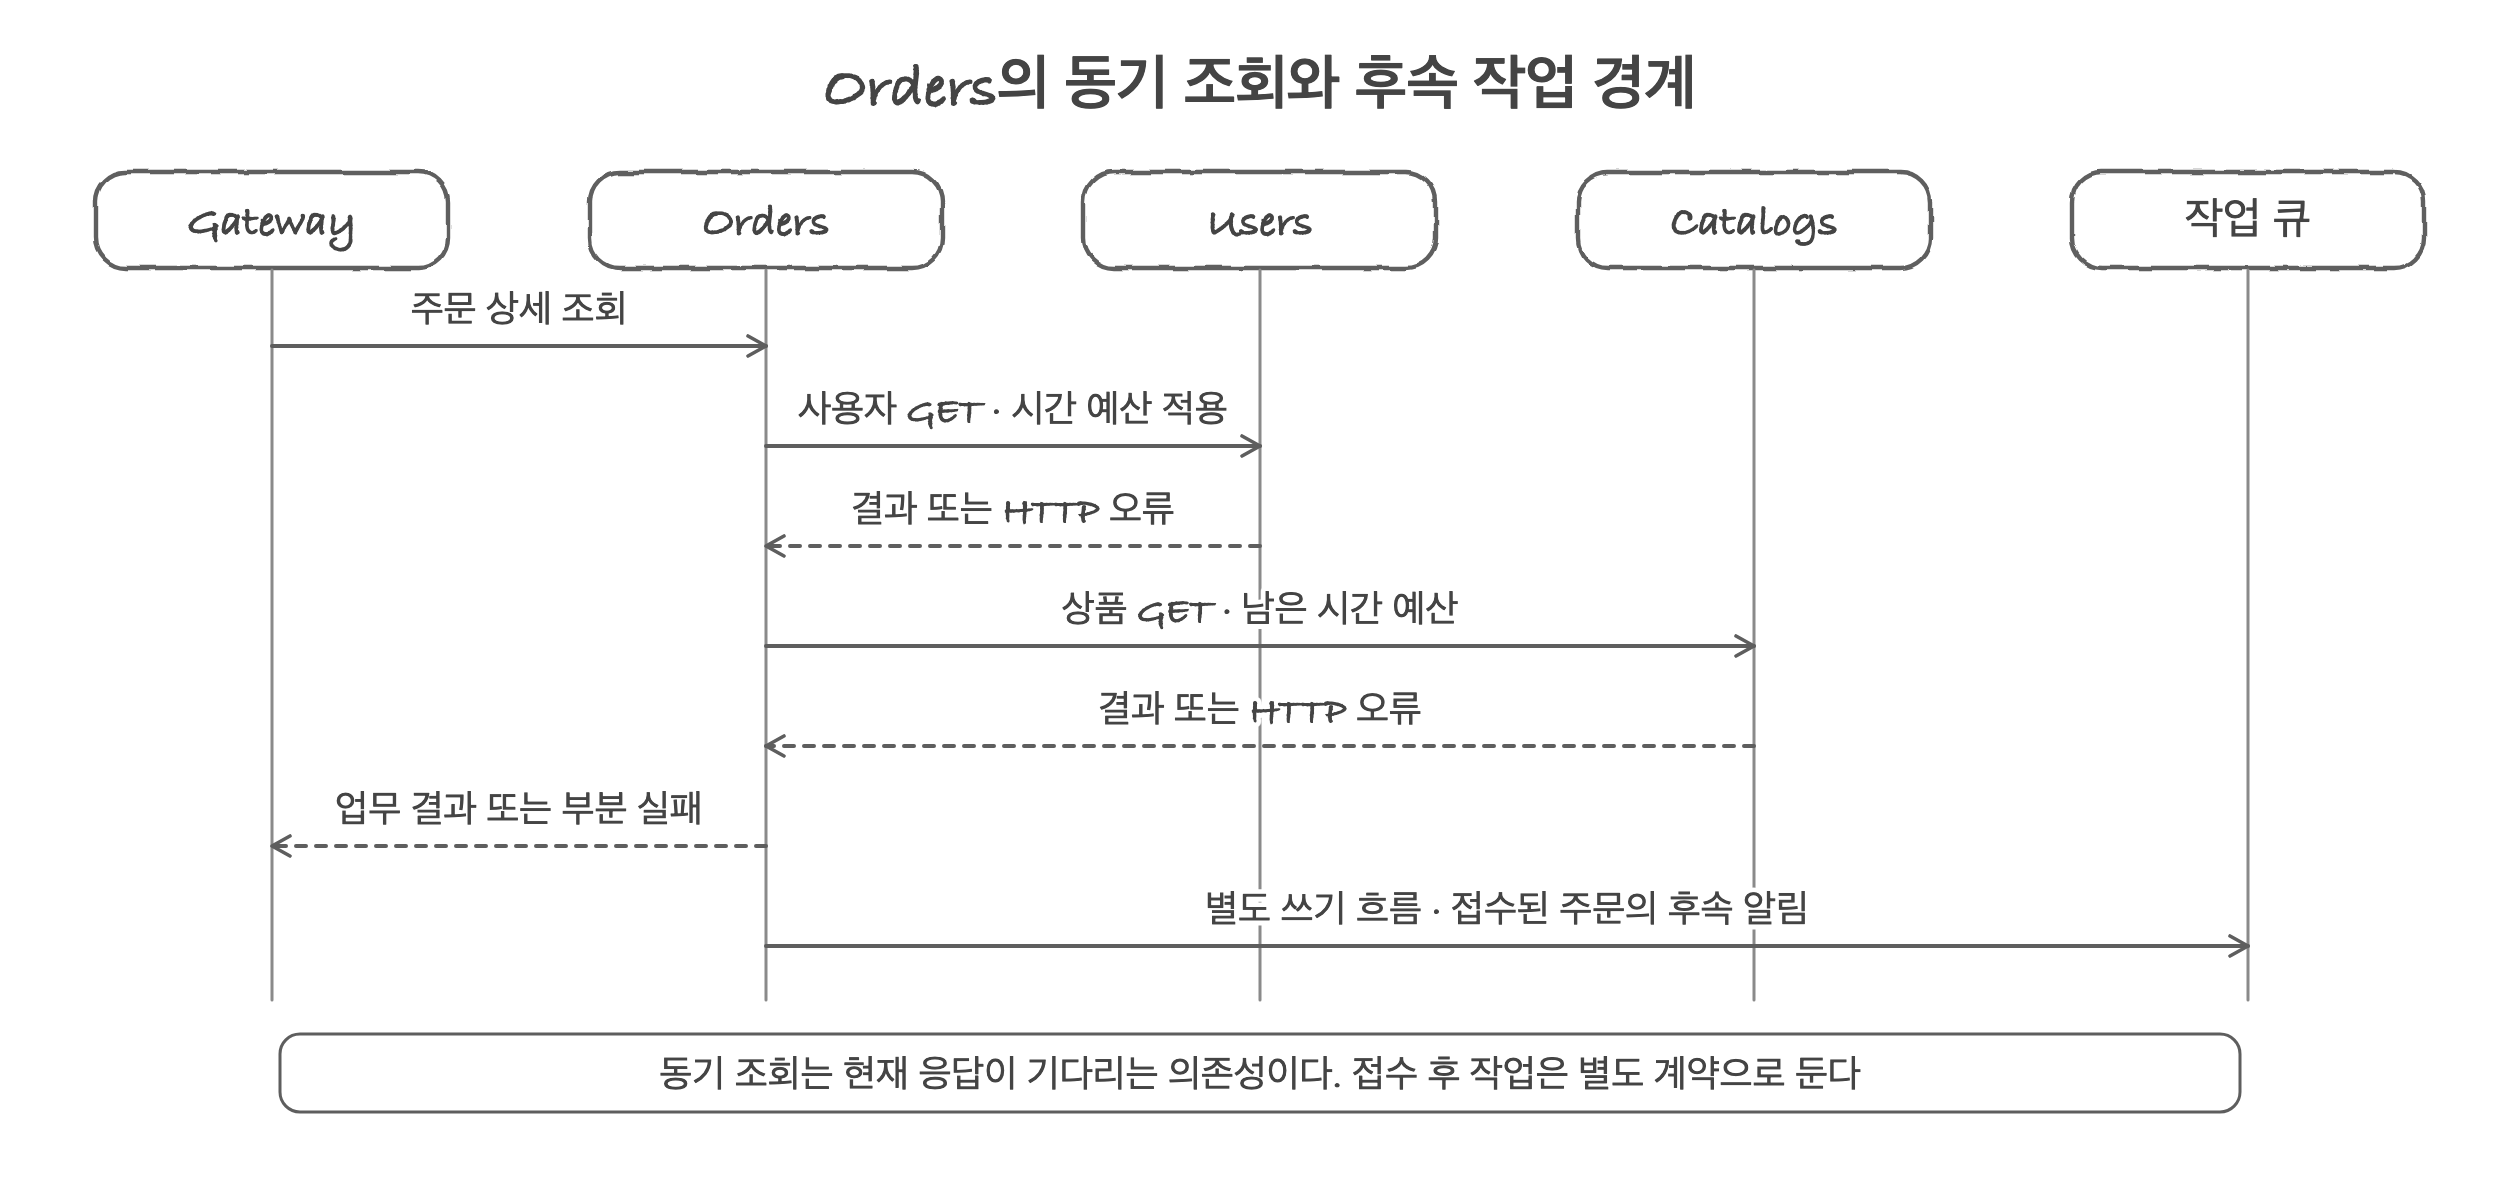 orders의 동기 조회와 후속 작업 경계
Gateway
Orders
Users
Catalogs
작업 큐
주문 상세 조회
사용자 GET · 시간 예산 적용
결과 또는 HTTP 오류
상품 GET · 남은 시간 예산
결과 또는 HTTP 오류
업무 결과 또는 부분 실패
별도 쓰기 흐름 · 접수된 주문의 후속 알림
동기 조회는 현재 응답이 기다리는 의존성이다. 접수 후 작업은 별도 계약으로 둔다